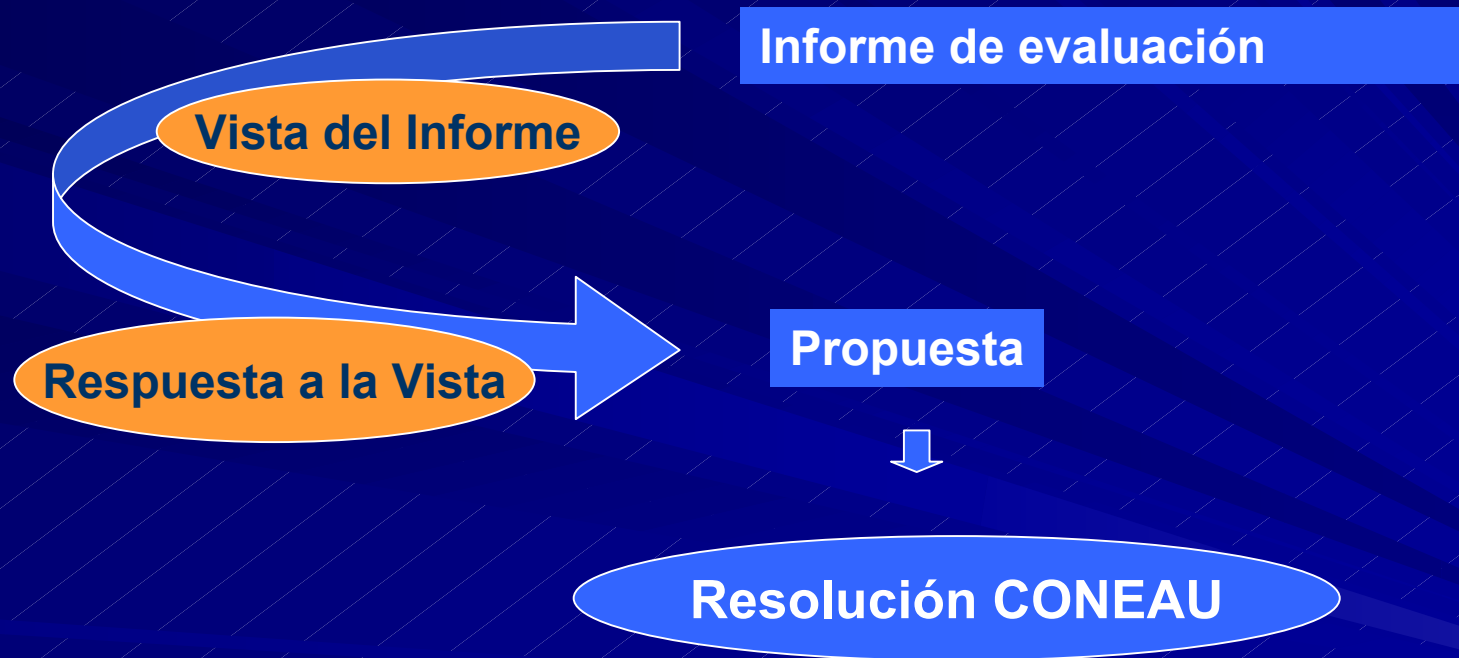 Informe de evaluación
Vista del Informe
Respuesta a la Vista
Propuesta
Resolución CONEAU